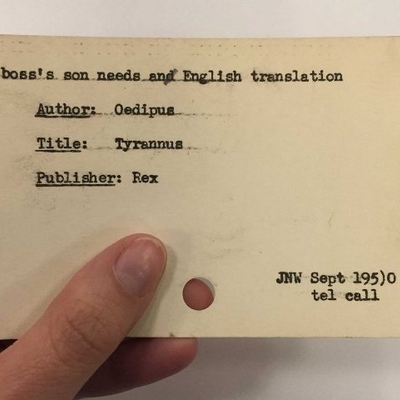 boss's son needs and English translation
Author: Oedipus
Title: Tyrannus
Publisher: Rex
JNW Sept 195)0
tel call